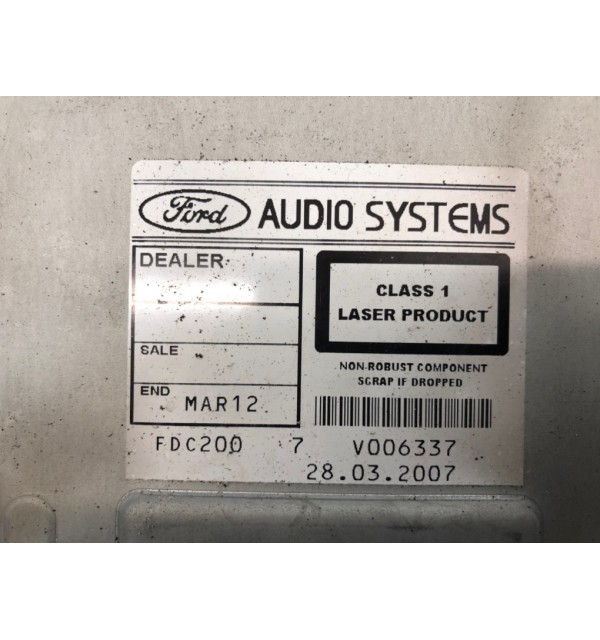 Ford AUDIO SYSTEMS
DEALER
CLASS 1
LASER PRODUCT
SALE
NON-ROBUST COMPONENT
SCRAP IF DROPPED
END MAR12
FDC200 7 V006337
28.03.2007